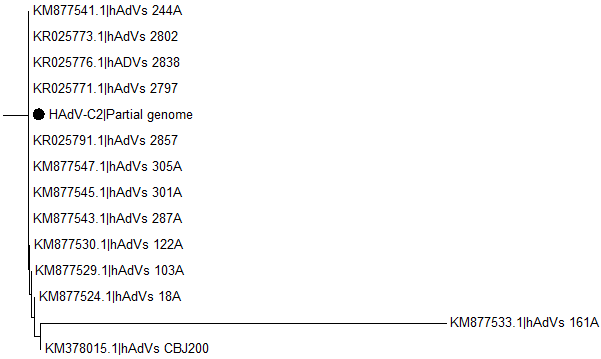 KM877541.1|hAdVs 244A
KR025773.1|hAdVs 2802
KR025776.1|hADVs 2838
KR025771.1|hAdVs 2797
HAdV-C2|Partial genome
KR025791.1|hAdVs 2857
KM877547.1|hAdVs 305A
KM877545.1|hAdVs 301A
KM877543.1|hAdVs 287A
KM877530.1|hAdVs 122A
KM877529.1|hAdVs 103A
KM877524.1|hAdVs 18A
KM877533.1|hAdVs 161A
KM378015.1|hAdVs CBJ200